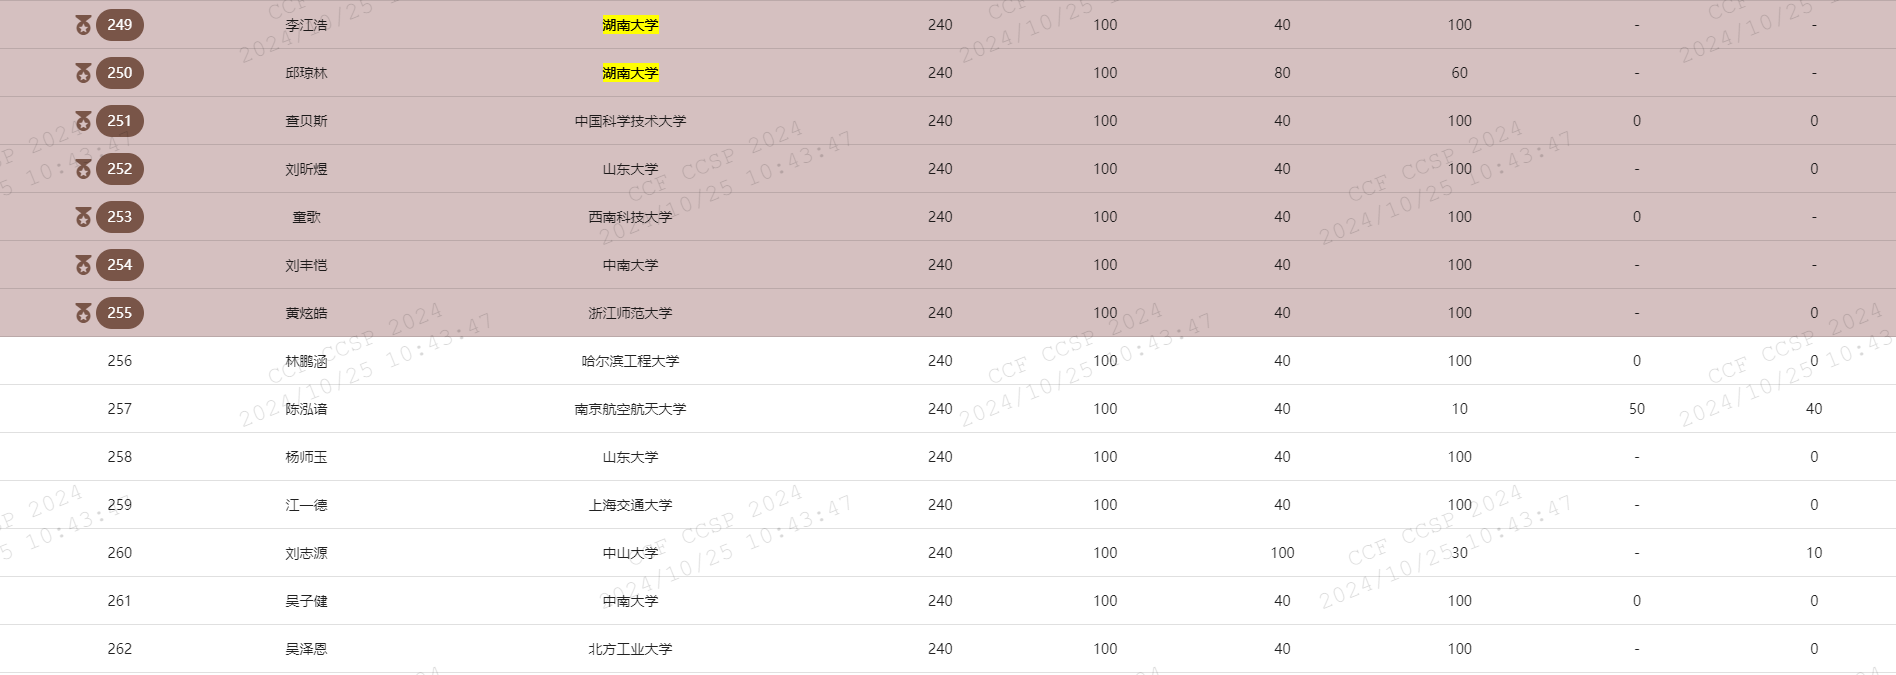 249 李江浩 湖南大学 240 100 40 100 - -
250 邱琼林 湖南大学 240 100 80 60 - -
251 查贝斯 中国科学技术大学 240 100 40 100 0 0
252 刘昕煜 山东大学 240 100 40 100 - 0
253 童歌 西南科技大学 240 100 40 100 0 -
254 刘丰恺 中南大学 240 100 40 100 - -
255 黄炫皓 浙江师范大学 240 100 40 100 - 0
256 林鹏涵 哈尔滨工程大学 240 100 40 100 0 0
257 陈泓谙 南京航空航天大学 240 100 40 10 50 40
258 杨师玉 山东大学 240 100 40 100 - 0
259 江一德 上海交通大学 240 100 40 100 - 0
260 刘志源 中山大学 240 100 100 30 - 10
261 吴子健 中南大学 240 100 40 100 0 0
262 吴泽恩 北方工业大学 240 100 40 100 - 0
CCF CCSP 2024
2024/10/25 10:43:47